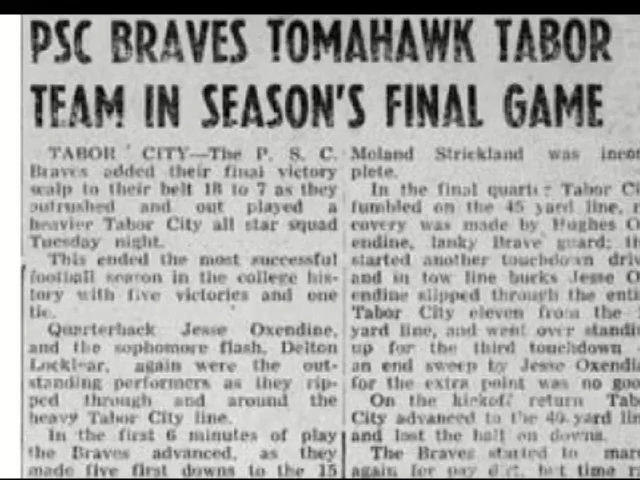 PSC BRAVES TOMAHAWK TABOR
TEAM IN SEASON'S FINAL GAME
TABOR CITY—The P. S. C.
Braves added their final victory
scalp to their belt 18 to 7 as they
outrushed and out played a
heavier Tabor City all star squad
Tuesday night.
This ended the most successful
football season in the college his-
tory with five victories and one
tie.
Quarterback Jesse Oxendine,
and the sophomore flash, Delton
Locklear, again were the out-
standing performers as they rip-
ped through and around the
heavy Tabor City line.
In the first 6 minutes of play
the Braves advanced, as they
made five first downs to the 15
Moland Strickland was incom
plete.
In the final quarter Tabor C
fumbled on the 45 yard line, r
covery was made by Hughes O
endine, lanky Brave guard; th
started another touchdown driv
and in tow line bucks Jesse O
endine slipped through the enti
Tabor City eleven from the
yard line, and went over standi
up for the third touchdown
an end sweep by Jesse Oxendi
for the extra point was no goo
On the kickoff return Tab
City advanced to the 40 yard lin
and lost the ball on downs.
The Braves started to mar
again for pay but time r